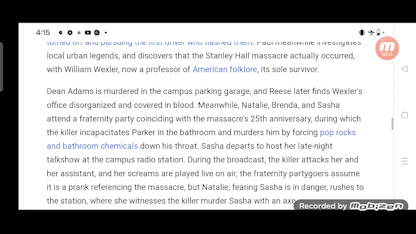 4:15
turned off and pursuing the first driver who flashed them. Paul meanwhile investigates
local urban legends, and discovers that the Stanley Hall massacre actually occurred,
with William Wexler, now a professor of American folklore, its sole survivor.
Dean Adams is murdered in the campus parking garage, and Reese later finds Wexler's
office disorganized and covered in blood. Meanwhile, Natalie, Brenda, and Sasha
attend a fraternity party coinciding with the massacre's 25th anniversary, during which
the killer incapacitates Parker in the bathroom and murders him by forcing pop rocks
and bathroom chemicals down his throat. Sasha departs to host her late-night
talkshow at the campus radio station. During the broadcast, the killer attacks her and
her assistant, and her screams are played live on air; the fraternity partygoers assume
it is a prank referencing the massacre, but Natalie, fearing Sasha is in danger, rushes to
the station, where she witnesses the killer murder Sasha with an axe
Recorded by mobizen